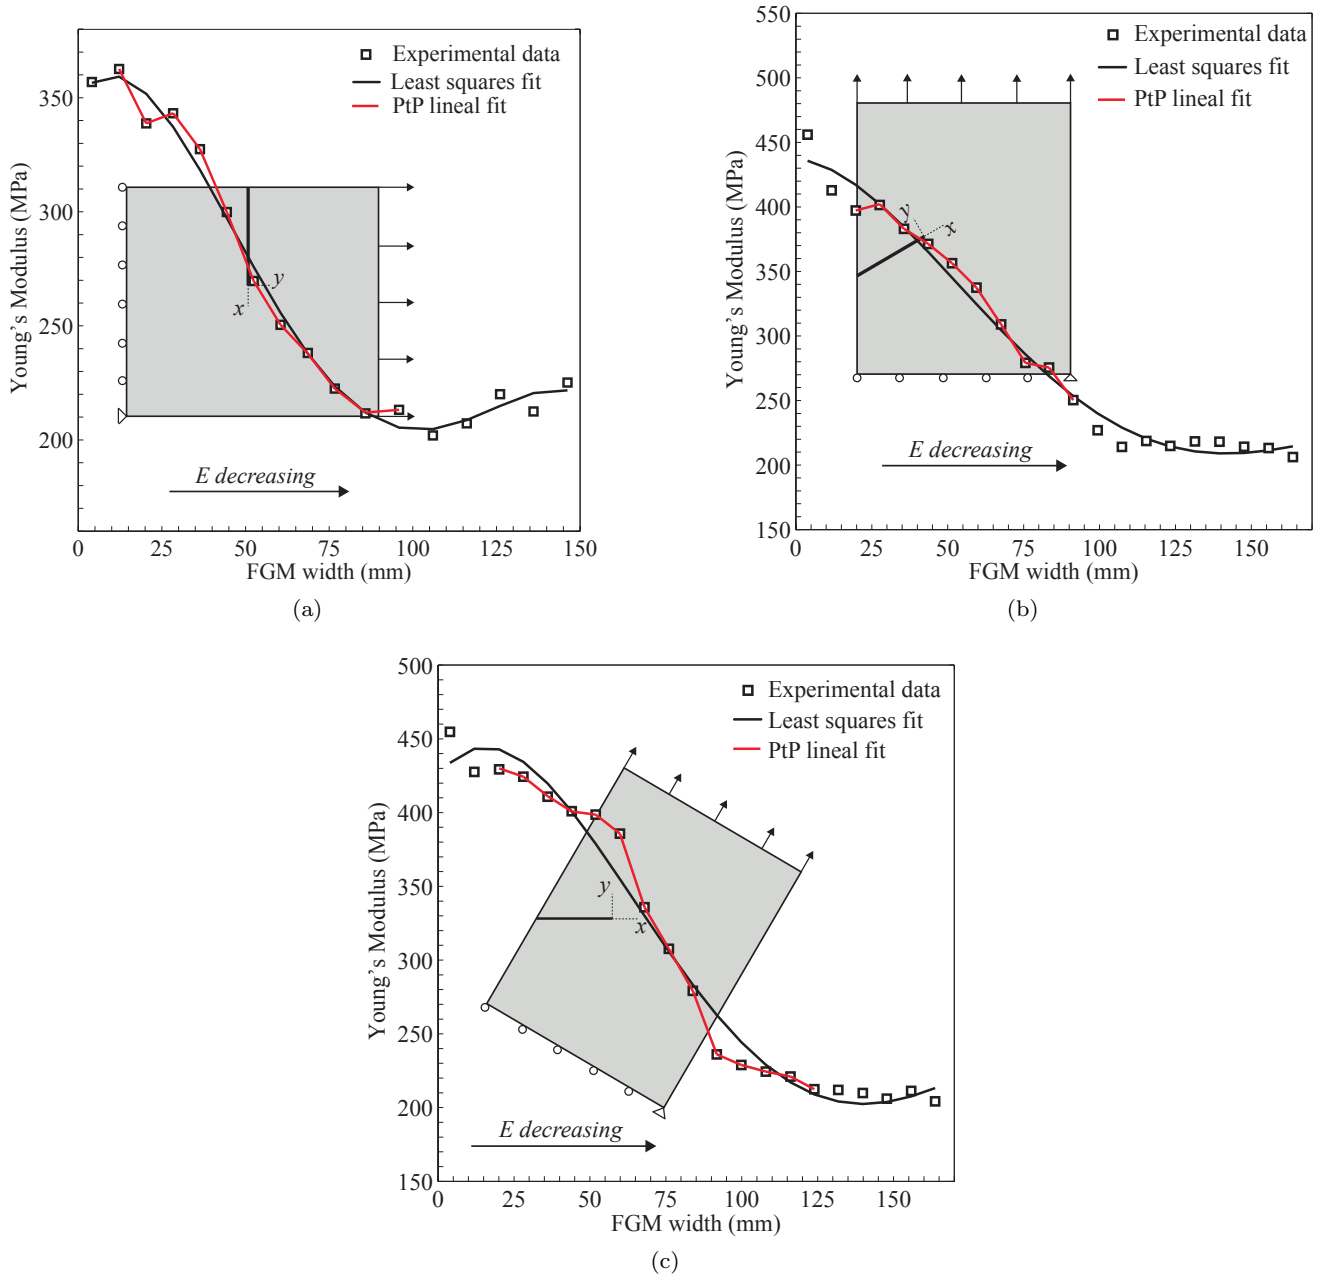 Experimental data
Least squares fit
PtP lineal fit
350
300
250
200
Young's Modulus (MPa)
y
x
E decreasing
0 25 50 75 100 125 150
FGM width (mm)
(a)
550
500
450
400
350
300
250
200
150
Young's Modulus (MPa)
Experimental data
Least squares fit
PtP lineal fit
y
x
E decreasing
0 25 50 75 100 125 150
FGM width (mm)
(b)
500
450
400
350
300
250
200
150
Young's Modulus (MPa)
Experimental data
Least squares fit
PtP lineal fit
y
x
E decreasing
0 25 50 75 100 125 150
FGM width (mm)
(c)